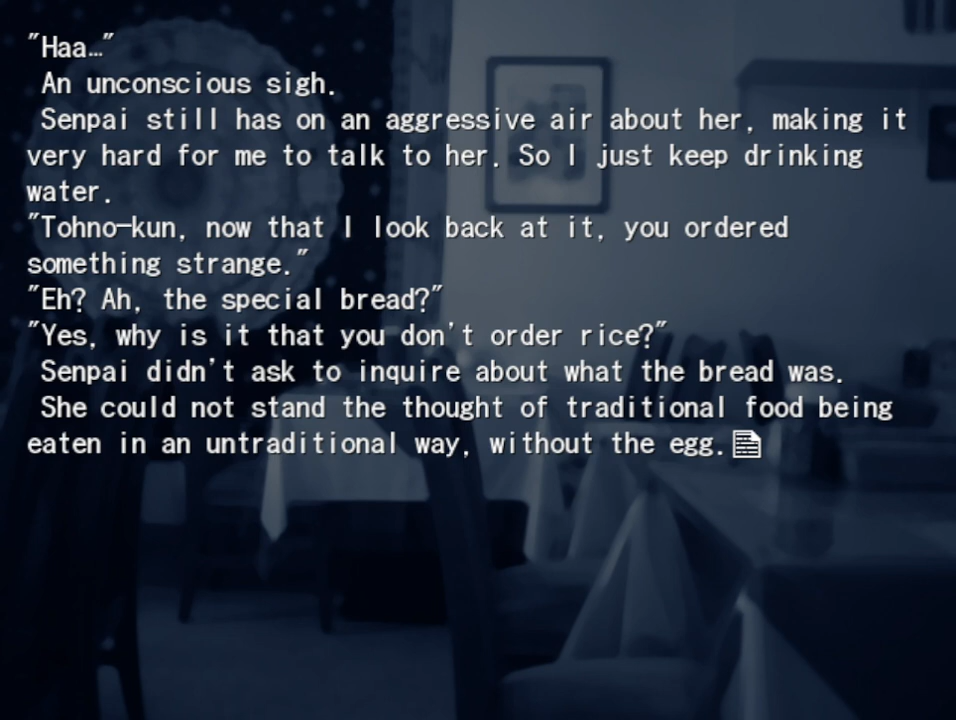 "Haa…"
An unconscious sigh.
Senpai still has on an aggressive air about her, making it
very hard for me to talk to her. So I just keep drinking
water.
"Tohno-kun, now that I look back at it, you ordered
something strange."
"Eh? Ah, the special bread?"
"Yes, why is it that you don't order rice?"
Senpai didn't ask to inquire about what the bread was.
She could not stand the thought of traditional food being
eaten in an untraditional way, without the egg.